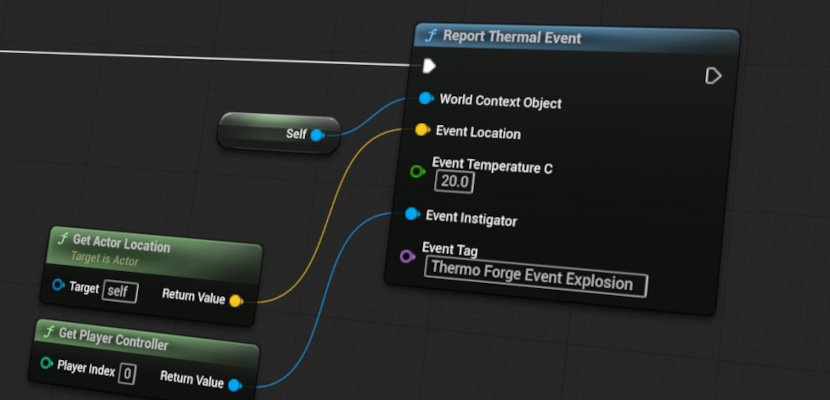 Report Thermal Event
World Context Object
Self
Event Location
Event Temperature C
20.0
Event Instigator
Event Tag
Thermo Forge Event Explosion
Get Actor Location
Target is Actor
Target self Return Value
Get Player Controller
Player Index 0 Return Value